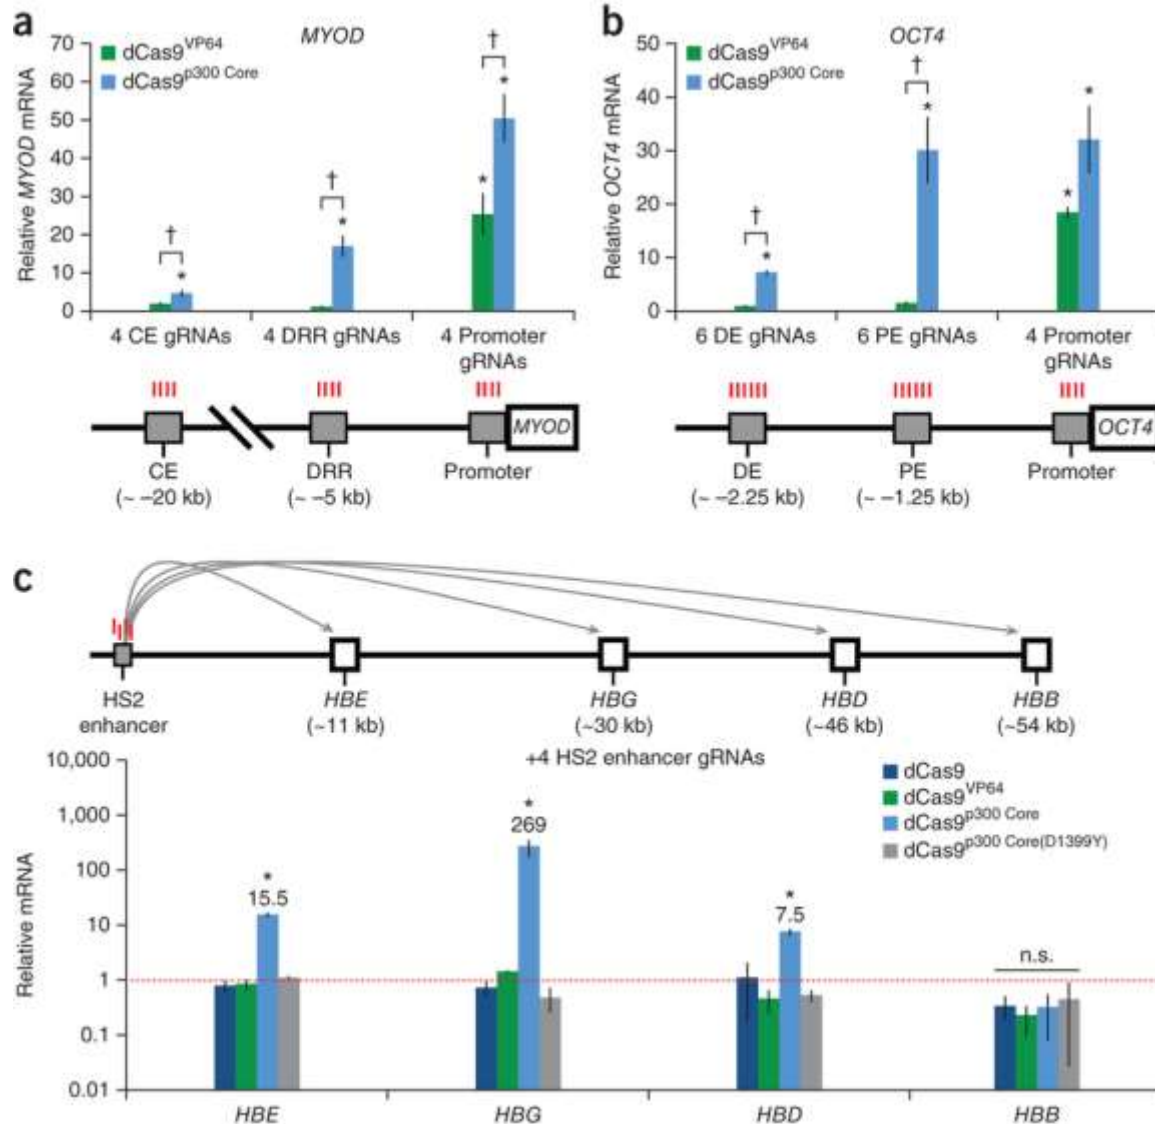 a
MYOD
dCas9VP64
dCas9p300 Core
Relative MYOD mRNA
70
60
50
40
30
20
10
0
†
*
†
*
†
*
*
4 CE gRNAs
4 DRR gRNAs
4 Promoter
gRNAs
MYOD
CE
(~ –20 kb)
DRR
(~ –5 kb)
Promoter
b
OCT4
dCas9VP64
dCas9p300 Core
Relative OCT4 mRNA
50
40
30
20
10
0
†
*
†
*
*
*
6 DE gRNAs
6 PE gRNAs
4 Promoter
gRNAs
OCT4
DE
(~ –2.25 kb)
PE
(~ –1.25 kb)
Promoter
c
HS2
enhancer
HBE
(~11 kb)
HBG
(~30 kb)
HBD
(~46 kb)
HBB
(~54 kb)
+4 HS2 enhancer gRNAs
dCas9
dCas9VP64
dCas9p300 Core
dCas9p300 Core(D1399Y)
Relative mRNA
10,000
1,000
100
10
1
0.1
0.01
*
15.5
*
269
*
7.5
n.s.
HBE
HBG
HBD
HBB